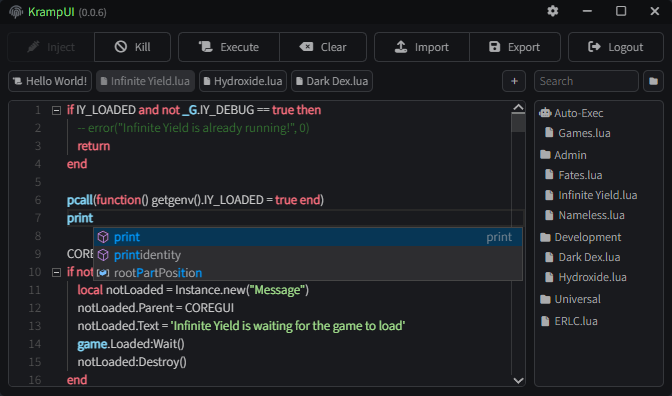 KrampUI (0.0.6)
Inject Kill Execute Clear Import Export Logout
Hello World! Infinite Yield.lua Hydroxide.lua Dark Dex.lua + Search
1 if IY_LOADED and not _G.IY_DEBUG == true then
2 -- error("Infinite Yield is already running!", 0)
3 return
4 end
5
6 pcall(function() getgenv().IY_LOADED = true end)
7 print
print print
printidentity
rootPartPosition
8
9 CORE
10 if not
11 local notLoaded = Instance.new("Message")
12 notLoaded.Parent = COREGUI
13 notLoaded.Text = 'Infinite Yield is waiting for the game to load'
14 game.Loaded:Wait()
15 notLoaded:Destroy()
16 end
Auto-Exec
Games.lua
Admin
Fates.lua
Infinite Yield.lua
Nameless.lua
Development
Dark Dex.lua
Hydroxide.lua
Universal
ERLC.lua